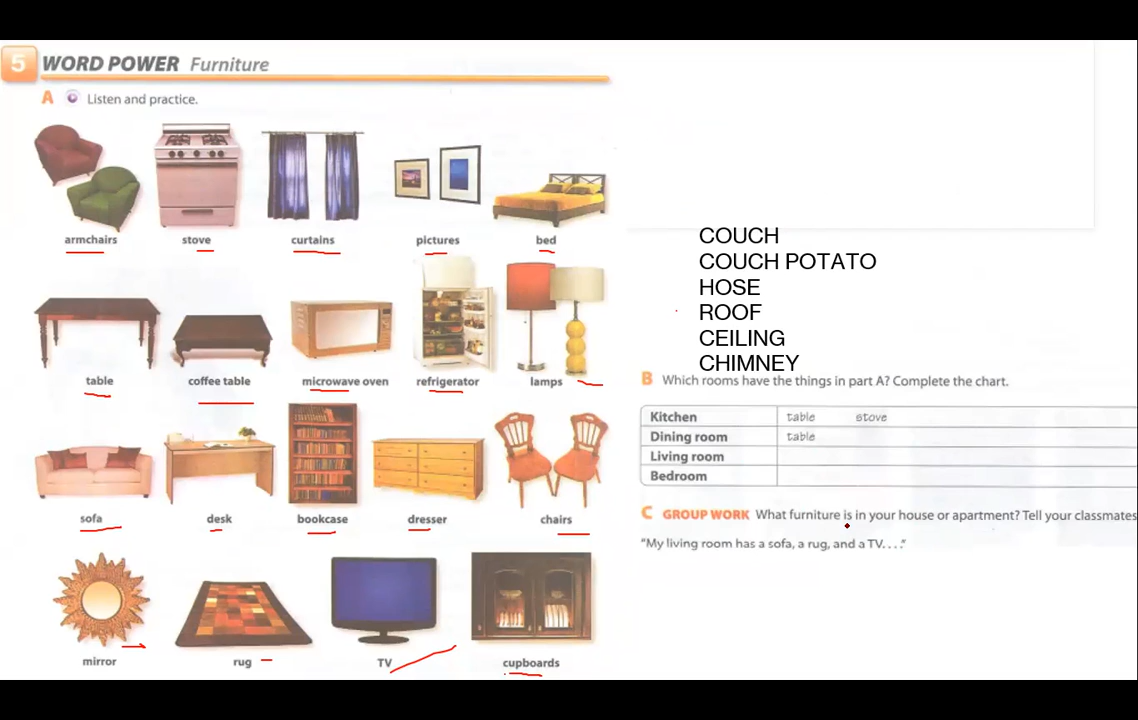 5 WORD POWER Furniture
A Listen and practice.
armchairs stove curtains pictures bed
table coffee table microwave oven refrigerator lamps
sofa desk bookcase dresser chairs
mirror rug TV cupboards
COUCH
COUCH POTATO
HOSE
ROOF
CEILING
CHIMNEY
B Which rooms have the things in part A? Complete the chart.
Kitchen table stove
Dining room table
Living room
Bedroom
C GROUP WORK What furniture is in your house or apartment? Tell your classmates
"My living room has a sofa, a rug, and a TV. . . ."